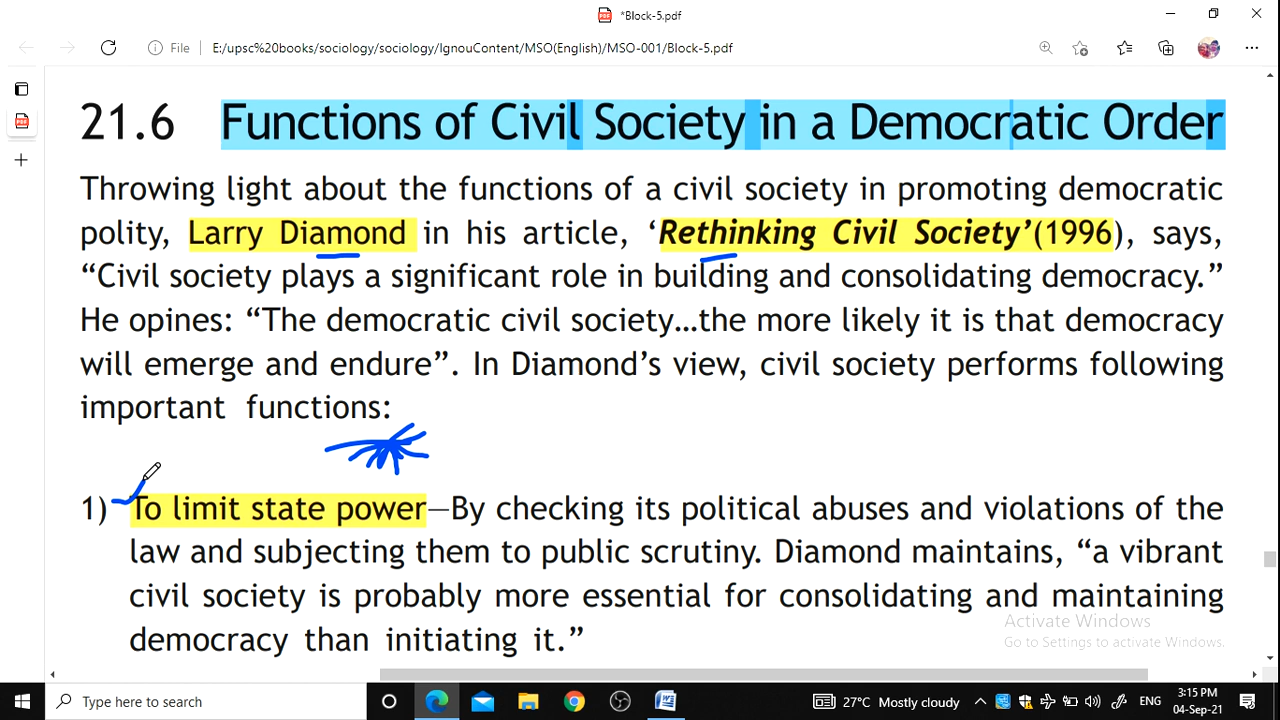 *Block-5.pdf
File E:/upsc%20books/sociology/sociology/IgnouContent/MSO(English)/MSO-001/Block-5.pdf
21.6 Functions of Civil Society in a Democratic Order
Throwing light about the functions of a civil society in promoting democratic
polity, Larry Diamond in his article, ‘Rethinking Civil Society’(1996), says,
“Civil society plays a significant role in building and consolidating democracy.”
He opines: “The democratic civil society…the more likely it is that democracy
will emerge and endure”. In Diamond’s view, civil society performs following
important functions:
1) To limit state power—By checking its political abuses and violations of the
law and subjecting them to public scrutiny. Diamond maintains, “a vibrant
civil society is probably more essential for consolidating and maintaining
democracy than initiating it.”
Activate Windows
Go to Settings to activate Windows.
Type here to search
27°C Mostly cloudy
ENG
3:15 PM
04-Sep-21